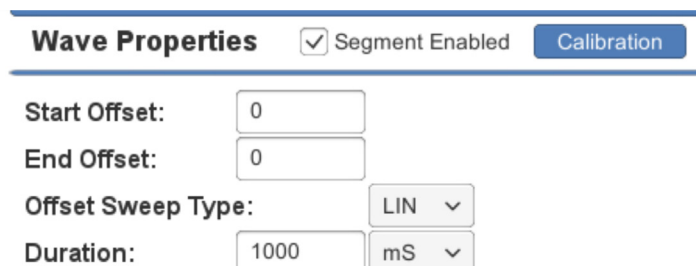 Wave Properties Segment Enabled Calibration
Start Offset: 0
End Offset: 0
Offset Sweep Type: LIN
Duration: 1000 mS